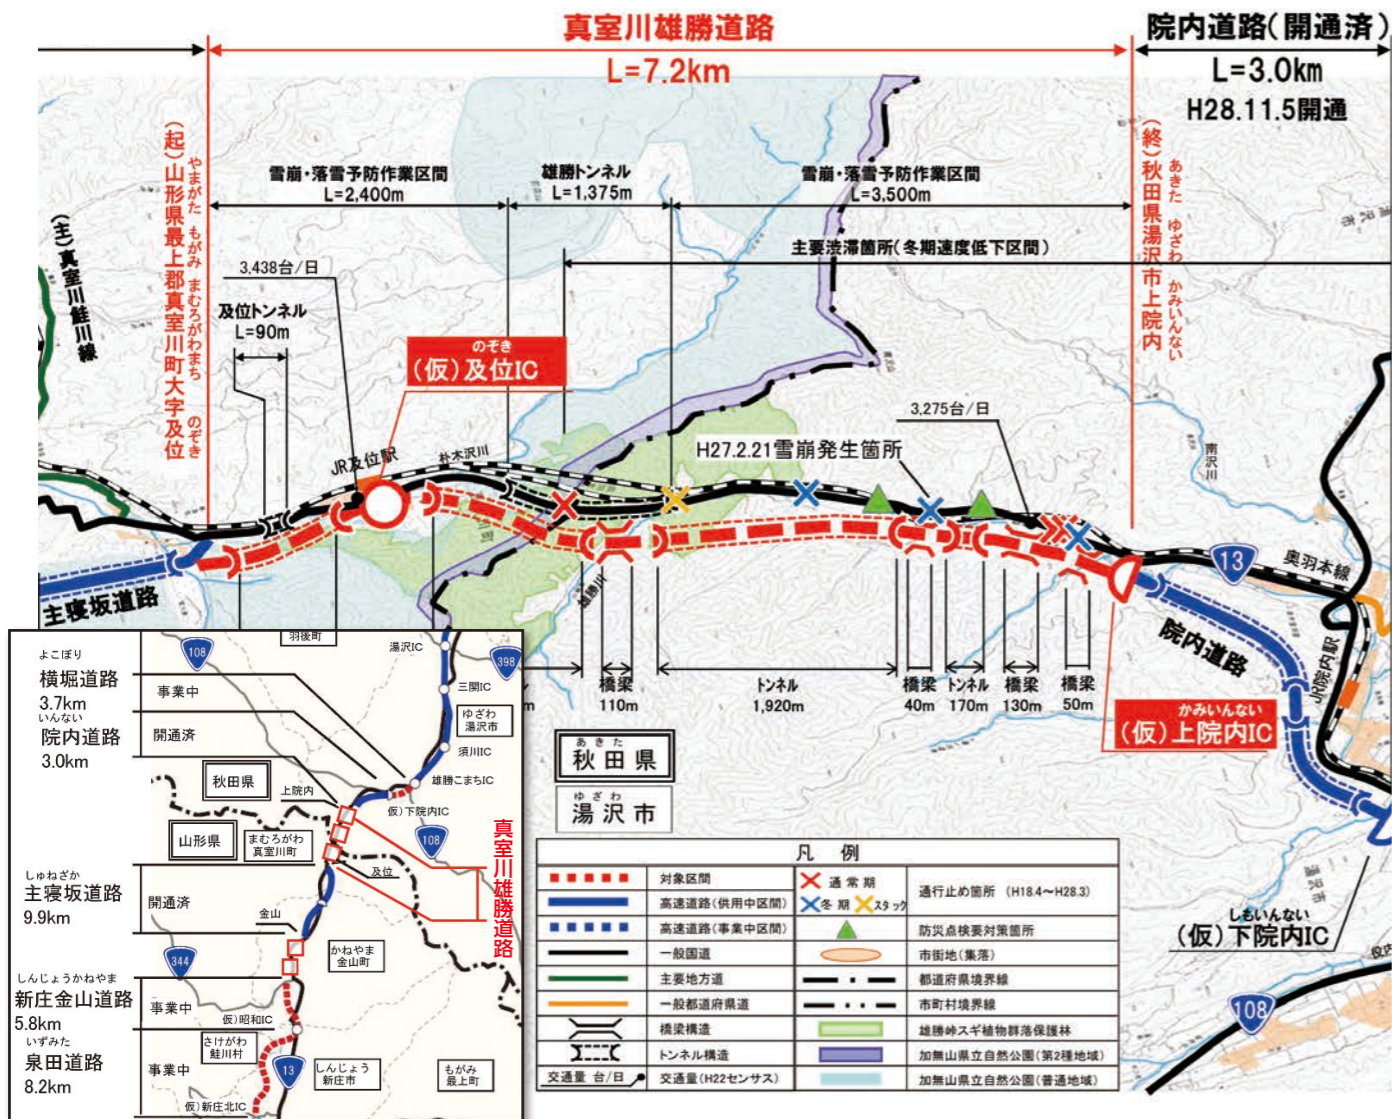 真室川雄勝道路
院内道路(開通済)
L=7.2km
L=3.0km
H28.11.5開通
(起)山形県最上郡真室川町大字及位
やまがた もがみ まむろがわまち のぞき
(終)秋田県湯沢市上院内
あきた ゆざわ かみいんない
雪崩・落雪予防作業区間
L=2,400m
雄勝トンネル
L=1,375m
雪崩・落雪予防作業区間
L=3,500m
主要渋滞箇所(冬期速度低下区間)
(主)真室川鮭川線
3,438台/日
及位トンネル
L=90m
のぞき
(仮)及位IC
3,275台/日
JR及位駅
朴木沢川
H27.2.21雪崩発生箇所
南沢川
湯沢市
13
奥羽本線
主寝坂道路
雄勝川
院内道路
JR院内駅
橋梁
110m
トンネル
1,920m
橋梁
40m
トンネル
170m
橋梁
130m
橋梁
50m
かみいんない
(仮)上院内IC
あきた
秋田県
ゆざわ
湯沢市
湯沢市
しもいんない
(仮)下院内IC
108
凡 例
対象区間
高速道路(供用中区間)
高速道路(事業中区間)
一般国道
主要地方道
一般都道府県道
橋梁構造
トンネル構造
交通量 台/日
交通量(H22センサス)
通常期
冬期
スタック
通行止め箇所 (H18.4~H28.3)
防災点検要対策箇所
市街地(集落)
都道府県境界線
市町村境界線
雄勝峠スギ植物群落保護林
加無山県立自然公園(第2種地域)
加無山県立自然公園(普通地域)
よこぼり
横堀道路
3.7km
事業中
いんない
院内道路
3.0km
開通済
しゅねざか
主寝坂道路
9.9km
開通済
しんじょうかねやま
新庄金山道路
5.8km
事業中
いずみた
泉田道路
8.2km
事業中
108
羽後町
湯沢IC
398
三関IC
ゆざわ
湯沢市
須川IC
雄勝こまちIC
秋田県
上院内
仮)下院内IC
108
山形県
まむろがわ
真室川町
及位
真室川雄勝道路
金山
かねやま
金山町
344
仮)昭和IC
さけがわ
鮭川村
13
しんじょう
新庄市
もがみ
最上町
仮)新庄北IC